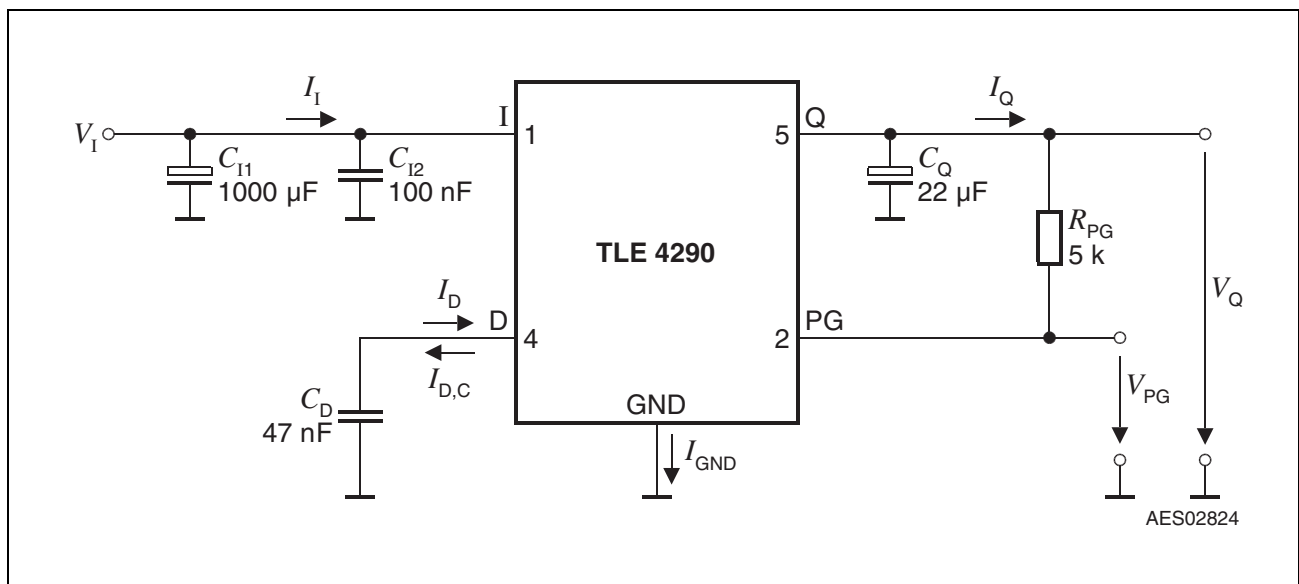 I_I
V_I
I
1
C_I1
1000 µF
C_I2
100 nF
Q
5
I_Q
C_Q
22 µF
R_PG
5 k
TLE 4290
I_D
D
4
I_D,C
C_D
47 nF
GND
I_GND
PG
2
V_PG
V_Q
AES02824